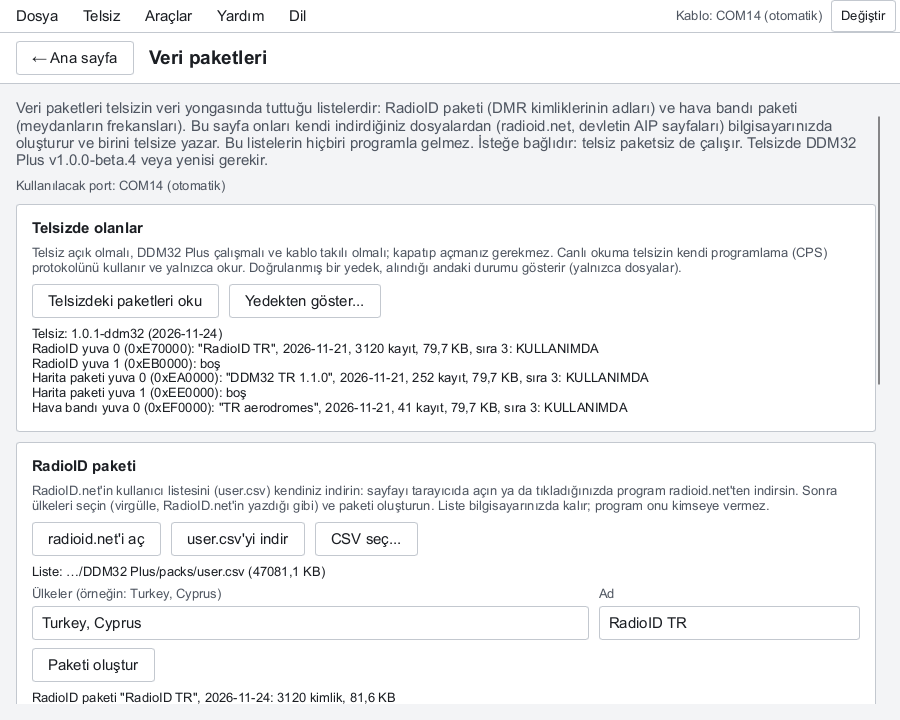 Dosya Telsiz Araçlar Yardım Dil Kablo: COM14 (otomatik) Değiştir
← Ana sayfa Veri paketleri
Veri paketleri telsizin veri yongasında tuttuğu listelerdir: RadioID paketi (DMR kimliklerinin adları) ve hava bandı paketi
(meydanların frekansları). Bu sayfa onları kendi indirdiğiniz dosyalardan (radioid.net, devletin AIP sayfaları) bilgisayarınızda
oluşturur ve birini telsize yazar. Bu listelerin hiçbiri programla gelmez. İsteğe bağlıdır: telsiz paketsiz de çalışır. Telsizde DDM32
Plus v1.0.0-beta.4 veya yenisi gerekir.
Kullanılacak port: COM14 (otomatik)
Telsizde olanlar
Telsiz açık olmalı, DDM32 Plus çalışmalı ve kablo takılı olmalı; kapatıp açmanız gerekmez. Canlı okuma telsizin kendi programlama (CPS)
protokolünü kullanır ve yalnızca okur. Doğrulanmış bir yedek, alındığı andaki durumu gösterir (yalnızca dosyalar).
Telsizdeki paketleri oku Yedekten göster...
Telsiz: 1.0.1-ddm32 (2026-11-24)
RadioID yuva 0 (0xE70000): "RadioID TR", 2026-11-21, 3120 kayıt, 79,7 KB, sıra 3: KULLANIMDA
RadioID yuva 1 (0xEB0000): boş
Harita paketi yuva 0 (0xEA0000): "DDM32 TR 1.1.0", 2026-11-21, 252 kayıt, 79,7 KB, sıra 3: KULLANIMDA
Harita paketi yuva 1 (0xEE0000): boş
Hava bandı yuva 0 (0xEF0000): "TR aerodromes", 2026-11-21, 41 kayıt, 79,7 KB, sıra 3: KULLANIMDA
RadioID paketi
RadioID.net'in kullanıcı listesini (user.csv) kendiniz indirin: sayfayı tarayıcıda açın ya da tıkladığınızda program radioid.net'ten indirsin. Sonra
ülkeleri seçin (virgülle, RadioID.net'in yazdığı gibi) ve paketi oluşturun. Liste bilgisayarınızda kalır; program onu kimseye vermez.
radioid.net'i aç user.csv'yi indir CSV seç...
Liste: …/DDM32 Plus/packs/user.csv (47081,1 KB)
Ülkeler (örneğin: Turkey, Cyprus) Ad
Turkey, Cyprus RadioID TR
Paketi oluştur
RadioID paketi "RadioID TR", 2026-11-24: 3120 kimlik, 81,6 KB